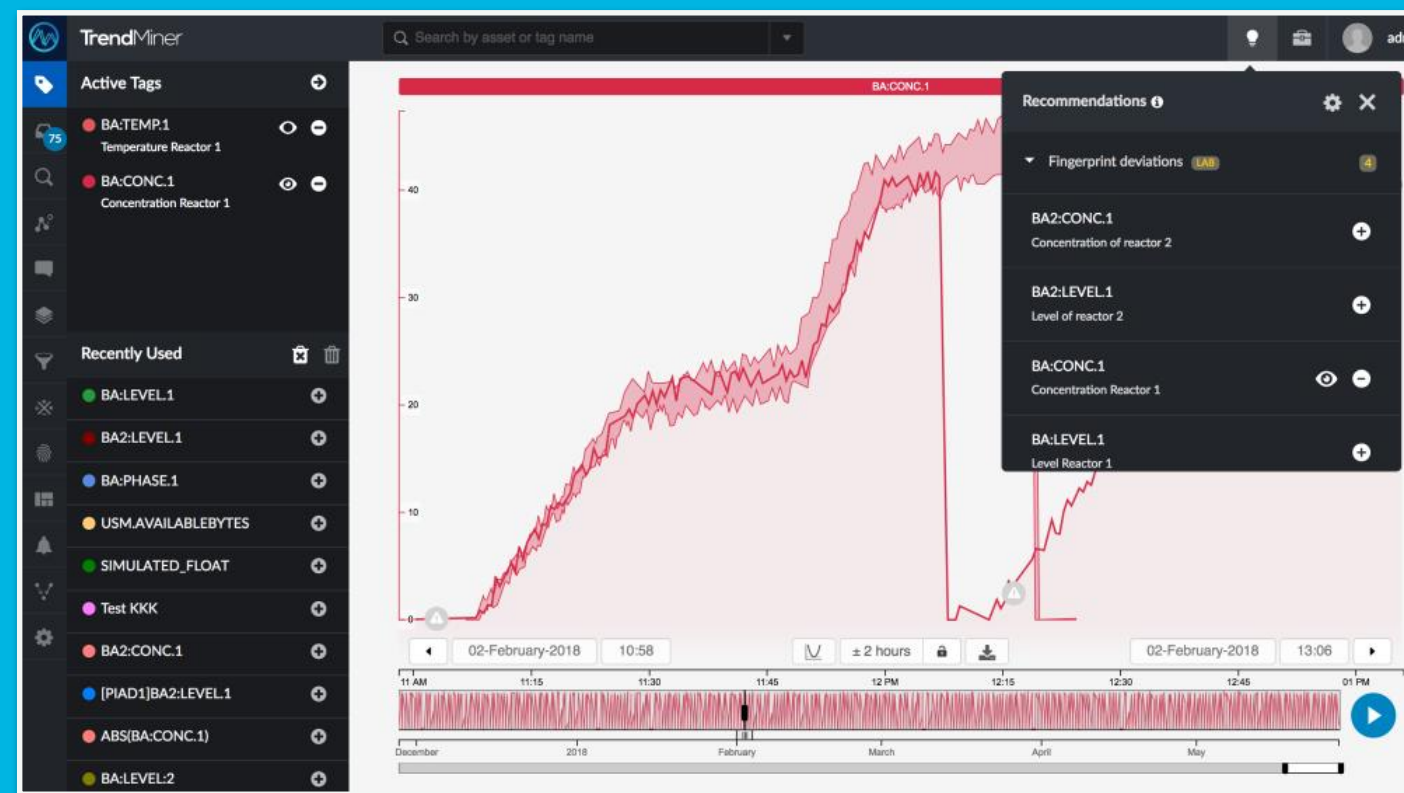 TrendMiner
Search by asset or tag name
Active Tags
BA:TEMP.1
Temperature Reactor 1
75
BA:CONC.1
Concentration Reactor 1
Recently Used
BA:LEVEL.1
BA2:LEVEL.1
BA:PHASE.1
USM.AVAILABLEBYTES
SIMULATED_FLOAT
Test KKK
BA2:CONC.1
[PIAD1]BA2:LEVEL.1
ABS(BA:CONC.1)
BA:LEVEL:2
BA:CONC.1
40
30
20
10
0
Recommendations
Fingerprint deviations LAB 4
BA2:CONC.1
Concentration of reactor 2
BA2:LEVEL.1
Level of reactor 2
BA:CONC.1
Concentration Reactor 1
BA:LEVEL.1
Level Reactor 1
02-February-2018 10:58 ± 2 hours 02-February-2018 13:06
11 AM 11:15 11:30 11:45 12 PM 12:15 12:30 12:45 01 PM
December 2018 February March April May